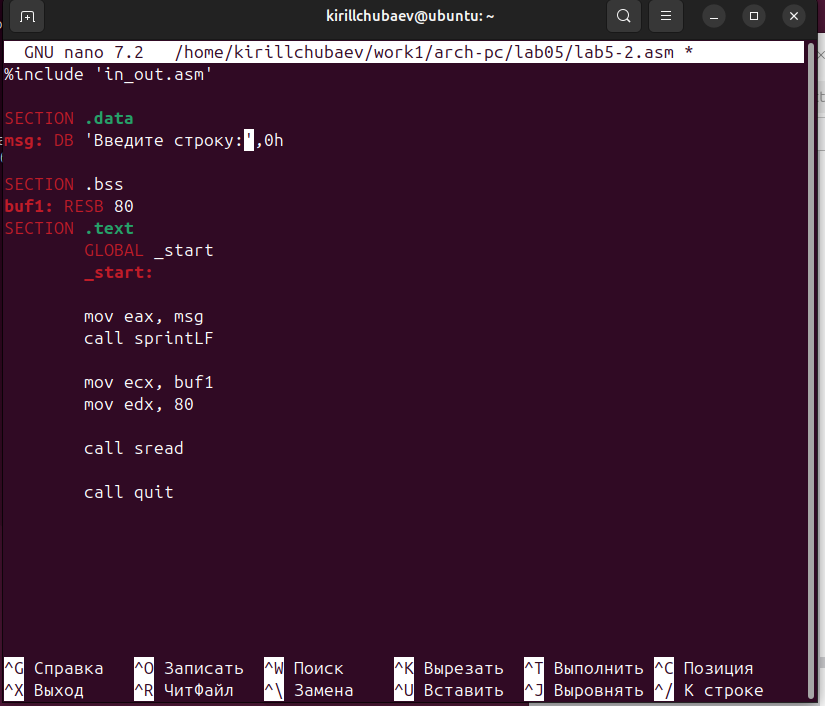 kirillchubaev@ubuntu: ~
GNU nano 7.2 /home/kirillchubaev/work1/arch-pc/lab05/lab5-2.asm *
%include 'in_out.asm'
SECTION .data
msg: DB 'Введите строку:',0h
SECTION .bss
buf1: RESB 80
SECTION .text
GLOBAL _start
_start:
mov eax, msg
call sprintLF
mov ecx, buf1
mov edx, 80
call sread
call quit
^G Справка ^O Записать ^W Поиск ^K Вырезать ^T Выполнить ^C Позиция
^X Выход ^R ЧитФайл ^\ Замена ^U Вставить ^J Выровнять ^/ К строке